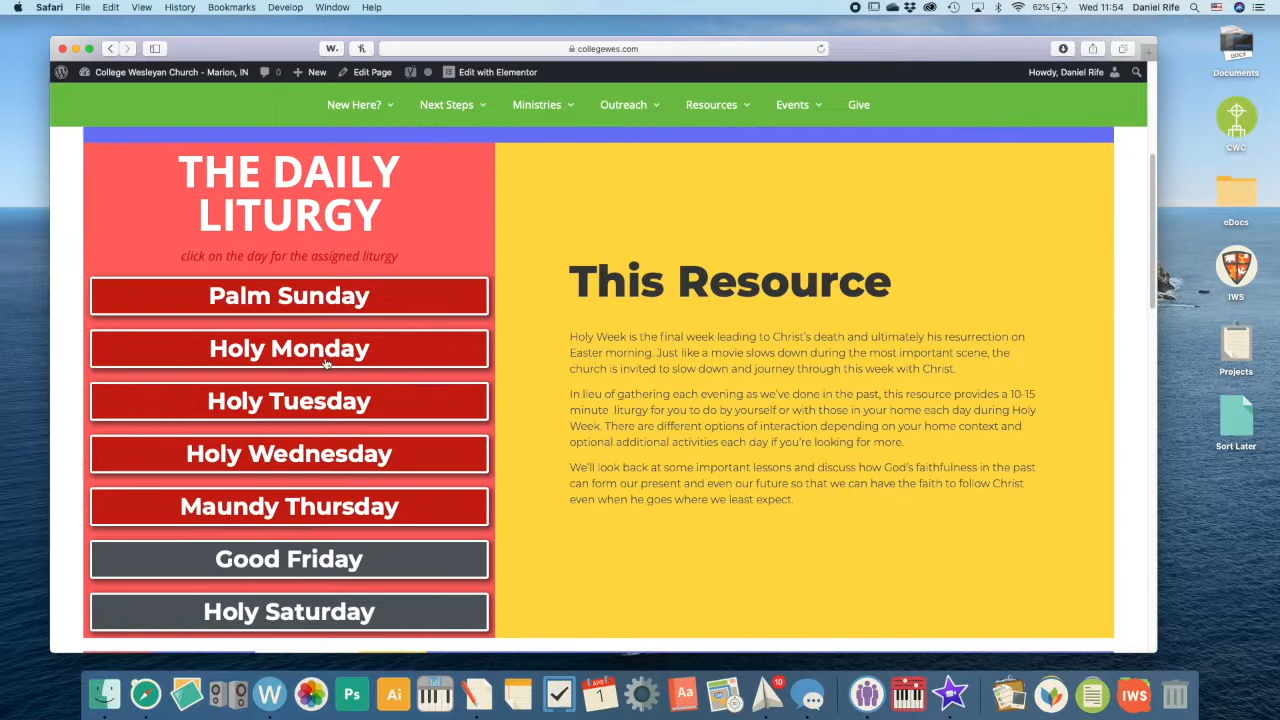 Safari File Edit View History Bookmarks Develop Window Help 62% Wed 11:54 Daniel Rife
W. collegewes.com
College Wesleyan Church - Marion, IN 0 New Edit Page Edit with Elementor Howdy, Daniel Rife
New Here? Next Steps Ministries Outreach Resources Events Give
THE DAILY
LITURGY
click on the day for the assigned liturgy
Palm Sunday
Holy Monday
Holy Tuesday
Holy Wednesday
Maundy Thursday
Good Friday
Holy Saturday
This Resource
Holy Week is the final week leading to Christ's death and ultimately his resurrection on
Easter morning. Just like a movie slows down during the most important scene, the
church is invited to slow down and journey through this week with Christ.
In lieu of gathering each evening as we've done in the past, this resource provides a 10-15
minute liturgy for you to do by yourself or with those in your home each day during Holy
Week. There are different options of interaction depending on your home context and
optional additional activities each day if you're looking for more.
We'll look back at some important lessons and discuss how God's faithfulness in the past
can form our present and even our future so that we can have the faith to follow Christ
even when he goes where we least expect.
DOCX
Documents
CWC
eDocs
IWS
Projects
Sort Later
W Ps Ai APR 1 Aa 10 IWS